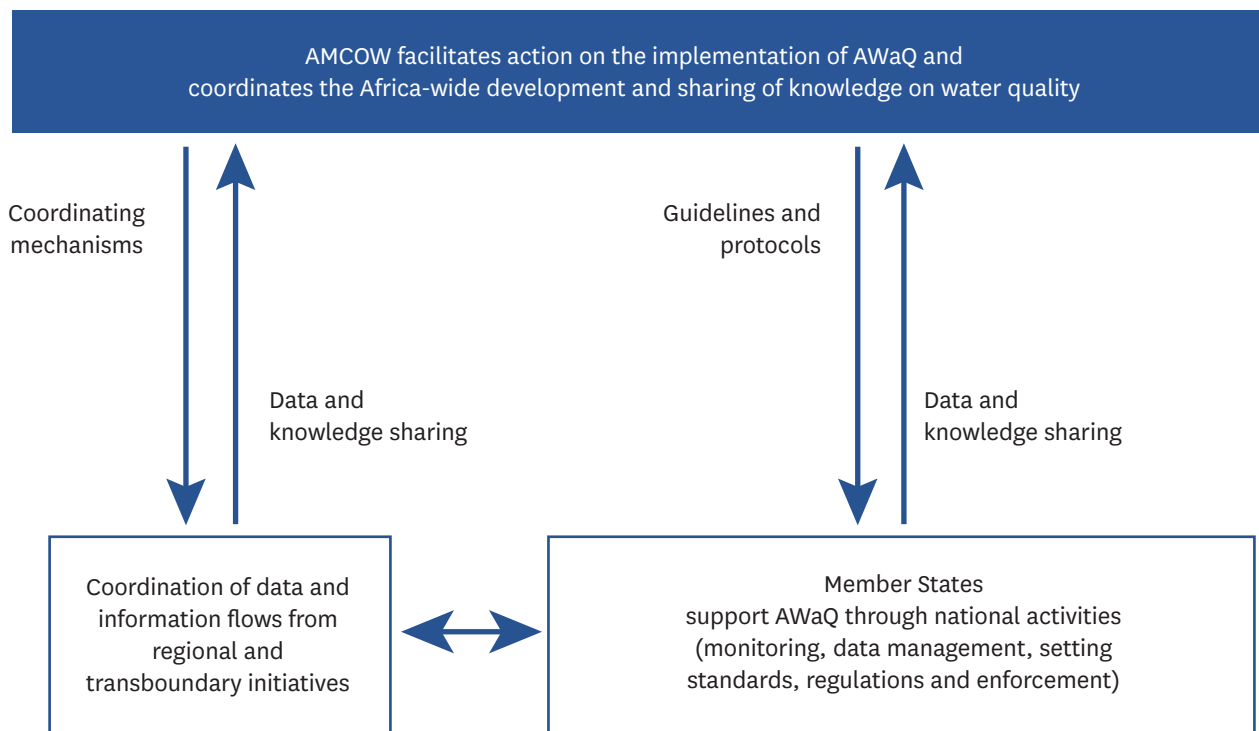 AMCOW facilitates action on the implementation of AWaQ and
coordinates the Africa-wide development and sharing of knowledge on water quality
Coordinating
mechanisms
Guidelines and
protocols
Data and
knowledge sharing
Data and
knowledge sharing
Coordination of data and
information flows from
regional and
transboundary initiatives
Member States
support AWaQ through national activities
(monitoring, data management, setting
standards, regulations and enforcement)